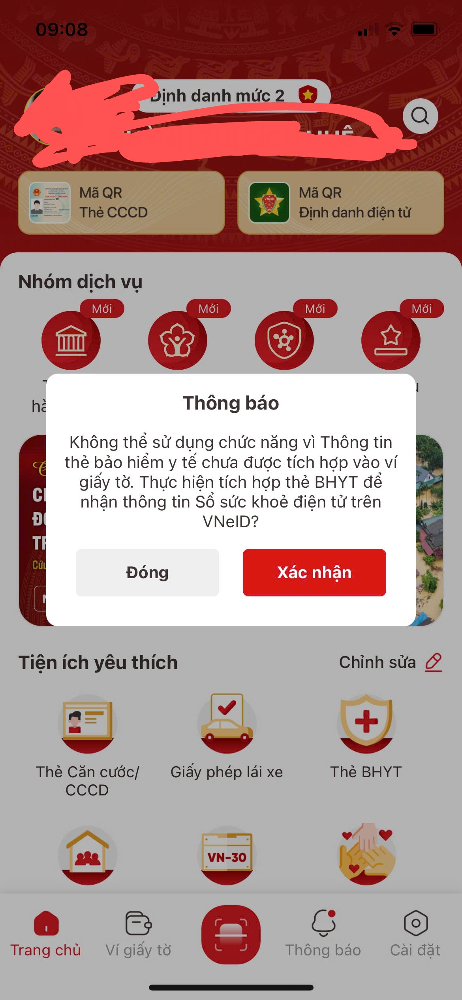 09:08
Định danh mức 2
Mã QR
Thẻ CCCD
Mã QR
Định danh điện tử
Nhóm dịch vụ
Mới
Mới
Mới
Mới
Thông báo
Không thể sử dụng chức năng vì Thông tin
thẻ bảo hiểm y tế chưa được tích hợp vào ví
giấy tờ. Thực hiện tích hợp thẻ BHYT để
nhận thông tin Sổ sức khoẻ điện tử trên
VNeID?
Đóng
Xác nhận
Tiện ích yêu thích
Chỉnh sửa
Thẻ Căn cước/
CCCD
Giấy phép lái xe
Thẻ BHYT
VN-30
Trang chủ
Ví giấy tờ
Thông báo
Cài đặt